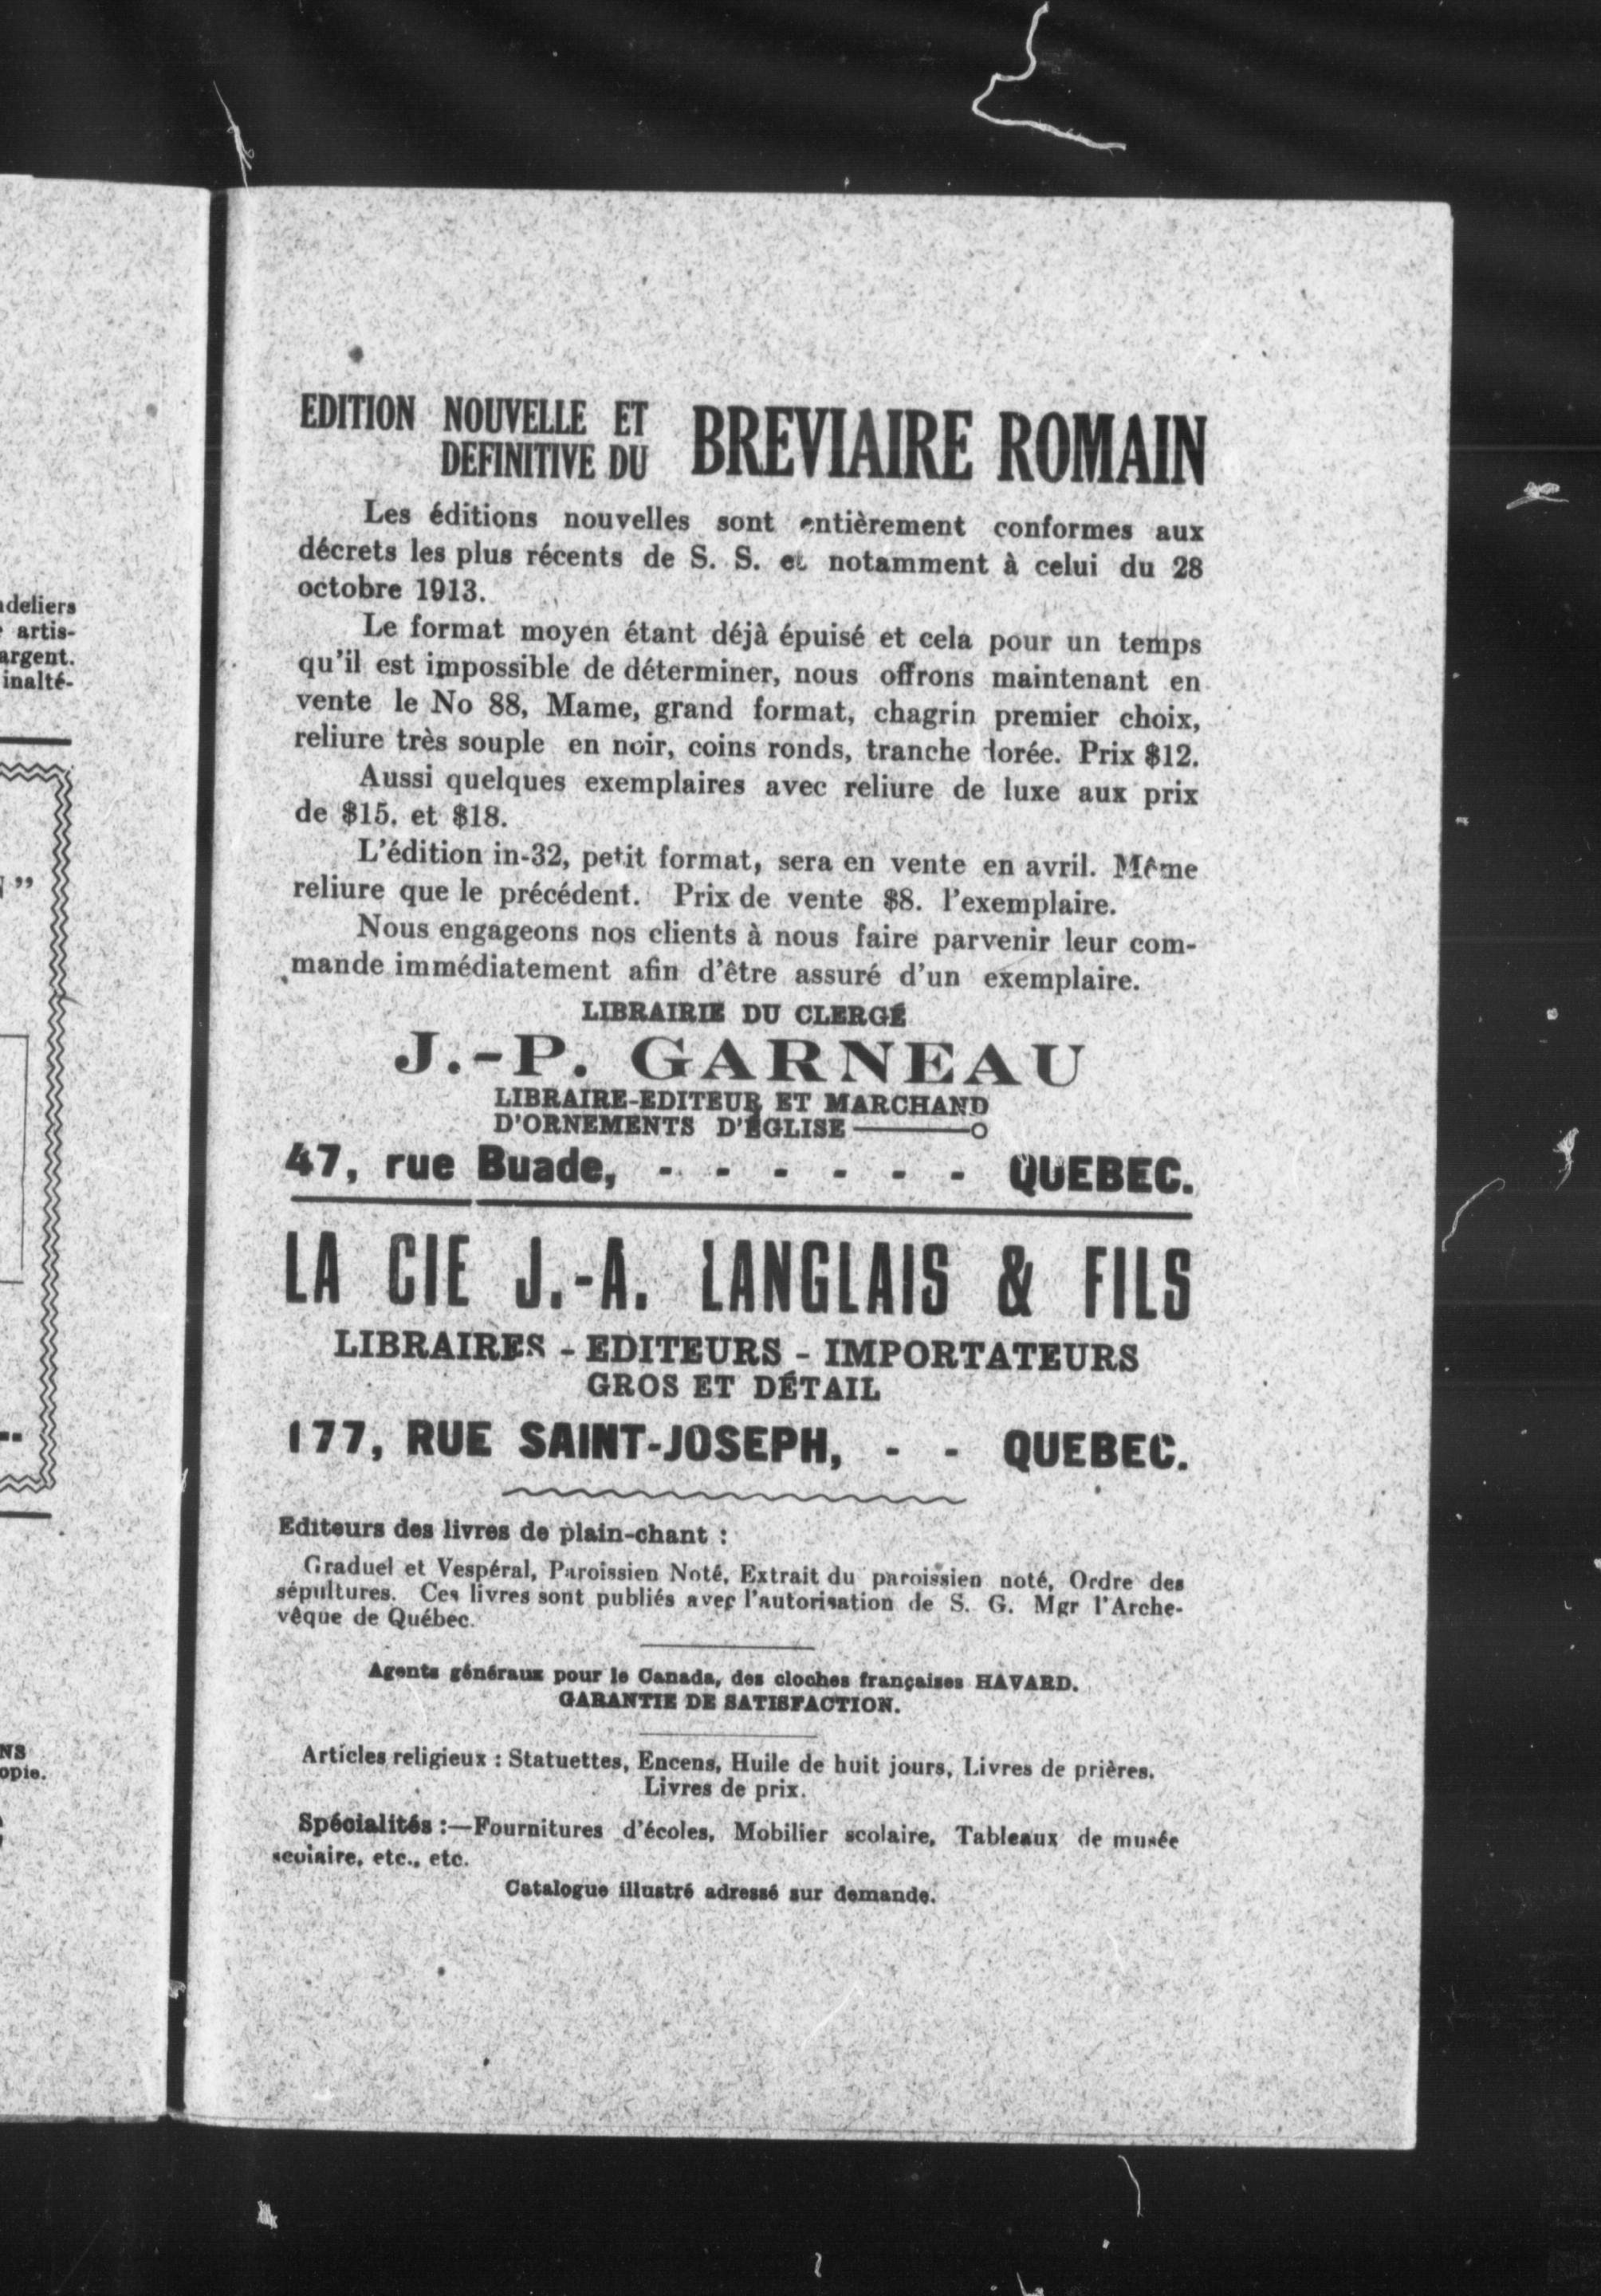 ndeliers
artis-
argent.
inalté-
”
NS
opie.
EDITION NOUVELLE ET
DEFINITIVE DU
BREVIAIRE ROMAIN
Les éditions nouvelles sont entièrement conformes aux
décrets les plus récents de S. S. et notamment à celui du 28
octobre 1913.
Le format moyen étant déjà épuisé et cela pour un temps
qu'il est impossible de déterminer, nous offrons maintenant en
vente le No 88, Mame, grand format, chagrin premier choix,
reliure très souple en noir, coins ronds, tranche dorée. Prix $12.
Aussi quelques exemplaires avec reliure de luxe aux prix
de $15. et $18.
L'édition in-32, petit format, sera en vente en avril. Même
reliure que le précédent. Prix de vente $8. l'exemplaire.
Nous engageons nos clients à nous faire parvenir leur com-
mande immédiatement afin d'être assuré d'un exemplaire.
LIBRAIRIE DU CLERGÉ
J.-P. GARNEAU
LIBRAIRE-EDITEUR ET MARCHAND
D'ORNEMENTS D'ÉGLISE
47, rue Buade, - - - - - - QUEBEC.
LA CIE J.-A. LANGLAIS & FILS
LIBRAIRES - EDITEURS - IMPORTATEURS
GROS ET DÉTAIL
177, RUE SAINT-JOSEPH, - - QUEBEC.
Editeurs des livres de plain-chant :
Graduel et Vespéral, Paroissien Noté, Extrait du paroissien noté, Ordre des
sépultures. Ces livres sont publiés avec l'autorisation de S. G. Mgr l'Arche-
vêque de Québec.
Agents généraux pour le Canada, des cloches françaises HAVARD.
GARANTIE DE SATISFACTION.
Articles religieux : Statuettes, Encens, Huile de huit jours, Livres de prières.
Livres de prix.
Spécialités :—Fournitures d'écoles, Mobilier scolaire, Tableaux de musée
scolaire, etc., etc.
Catalogue illustré adressé sur demande.